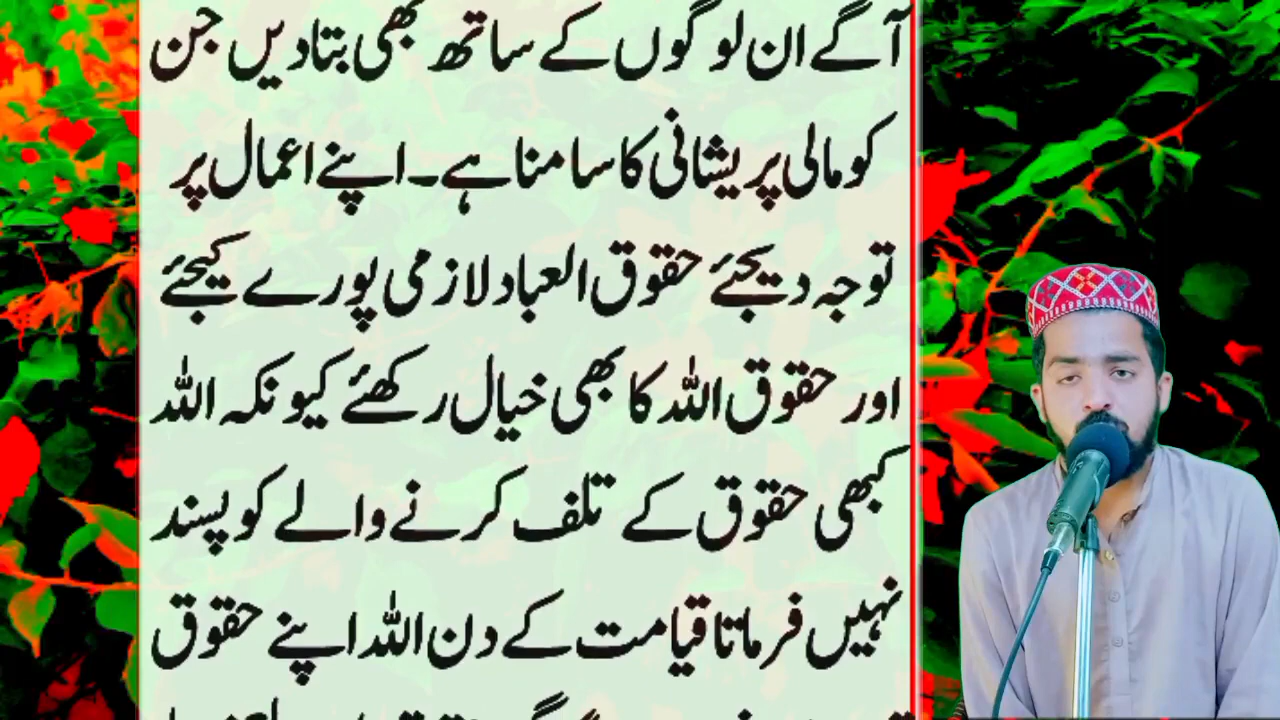 آگے ان لوگوں کے ساتھ بھی بتادیں جن
کو مالی پریشانی کا سامنا ہے۔ اپنے اعمال پر
توجہ دیجئے حقوق العباد لازمی پورے کیجئے
اور حقوق اللہ کا بھی خیال رکھئے کیونکہ اللہ
کبھی حقوق کے تلف کرنے والے کو پسند
نہیں فرماتا قیامت کے دن اللہ اپنے حقوق